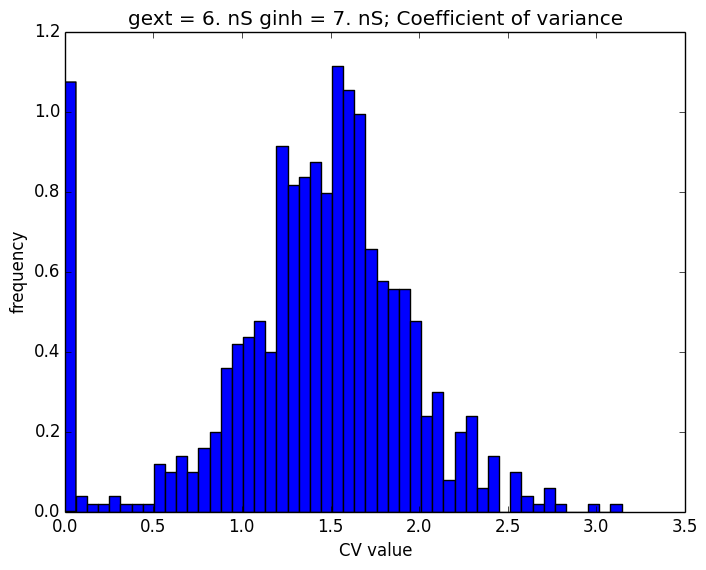 gext = 6. nS ginh = 7. nS; Coefficient of variance
1.2
1.0
0.8
0.6
0.4
0.2
0.0
frequency
0.0 0.5 1.0 1.5 2.0 2.5 3.0 3.5
CV value